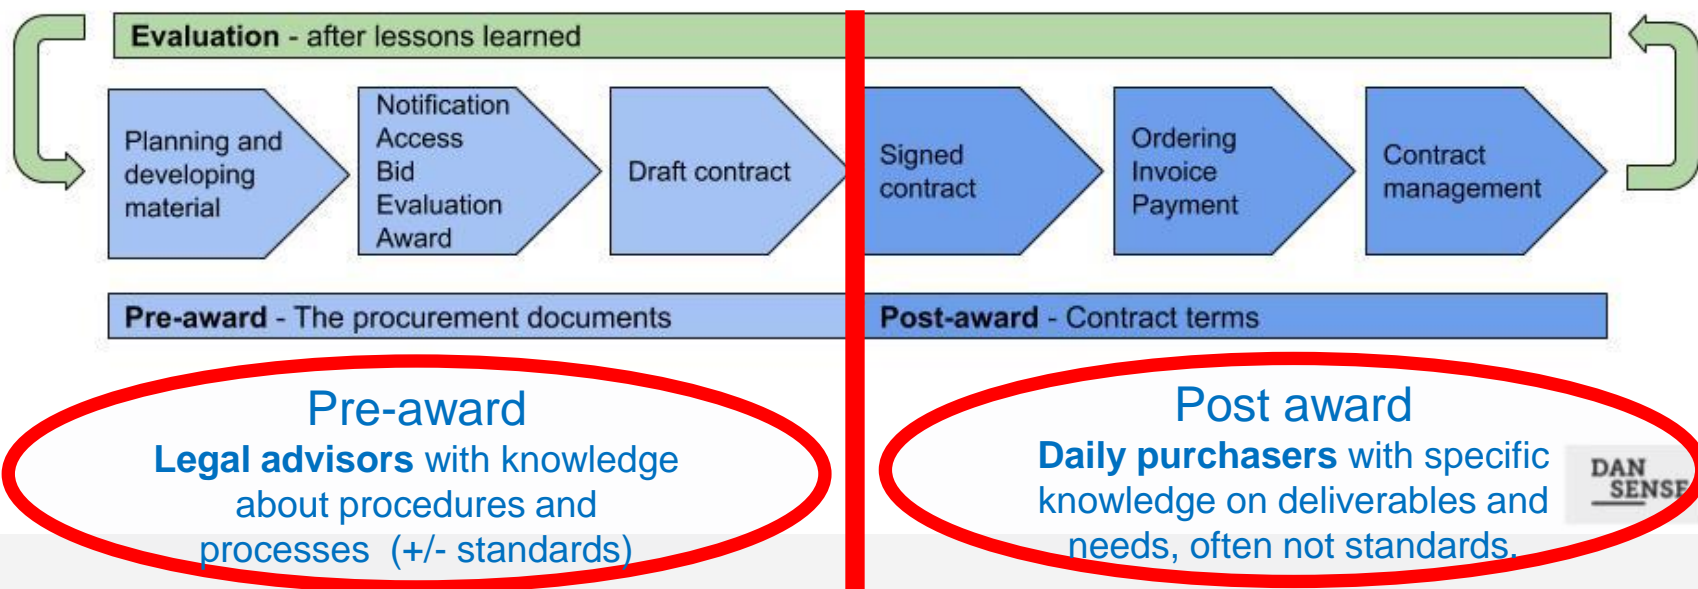 Evaluation - after lessons learned
Planning and
developing
material
Notification
Access
Bid
Evaluation
Award
Draft contract
Signed
contract
Ordering
Invoice
Payment
Contract
management
Pre-award - The procurement documents
Post-award - Contract terms
Pre-award
Legal advisors with knowledge
about procedures and
processes (+/- standards)
Post award
Daily purchasers with specific
knowledge on deliverables and
needs, often not standards.
DAN
SENSE